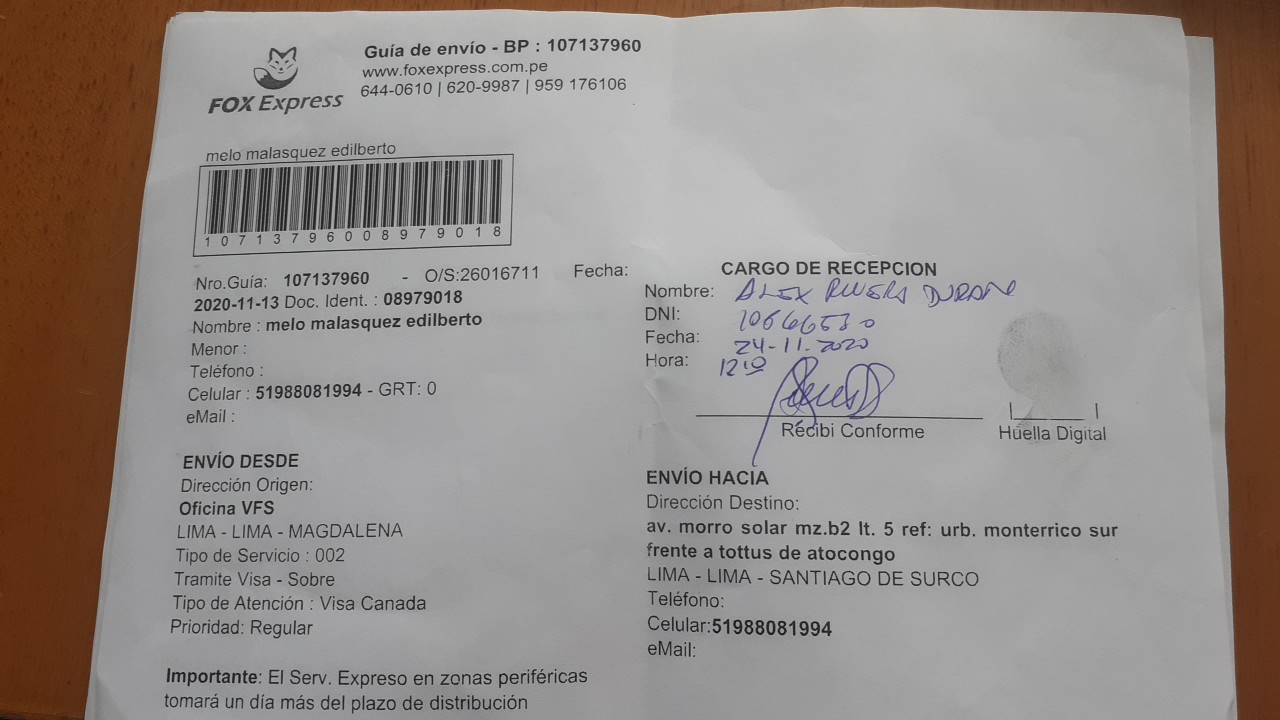 FOX Express
Guía de envío - BP : 107137960
www.foxexpress.com.pe
644-0610 | 620-9987 | 959 176106
melo malasquez edilberto
10713796008979018
Nro.Guía: 107137960 - O/S:26016711 Fecha:
2020-11-13 Doc. Ident. : 08979018
Nombre : melo malasquez edilberto
Menor :
Teléfono :
Celular : 51988081994 - GRT: 0
eMail :
ENVÍO DESDE
Dirección Origen:
Oficina VFS
LIMA - LIMA - MAGDALENA
Tipo de Servicio : 002
Tramite Visa - Sobre
Tipo de Atención : Visa Canada
Prioridad: Regular
Importante: El Serv. Expreso en zonas periféricas
tomará un día más del plazo de distribución
CARGO DE RECEPCION
Nombre: ALEX RIVERA
DNI:
Fecha: 24-11-2020
Hora: 12:10
Recibi Conforme
Huella Digital
ENVÍO HACIA
Dirección Destino:
av. morro solar mz.b2 lt. 5 ref: urb. monterrico sur
frente a tottus de atocongo
LIMA - LIMA - SANTIAGO DE SURCO
Teléfono:
Celular:51988081994
eMail: